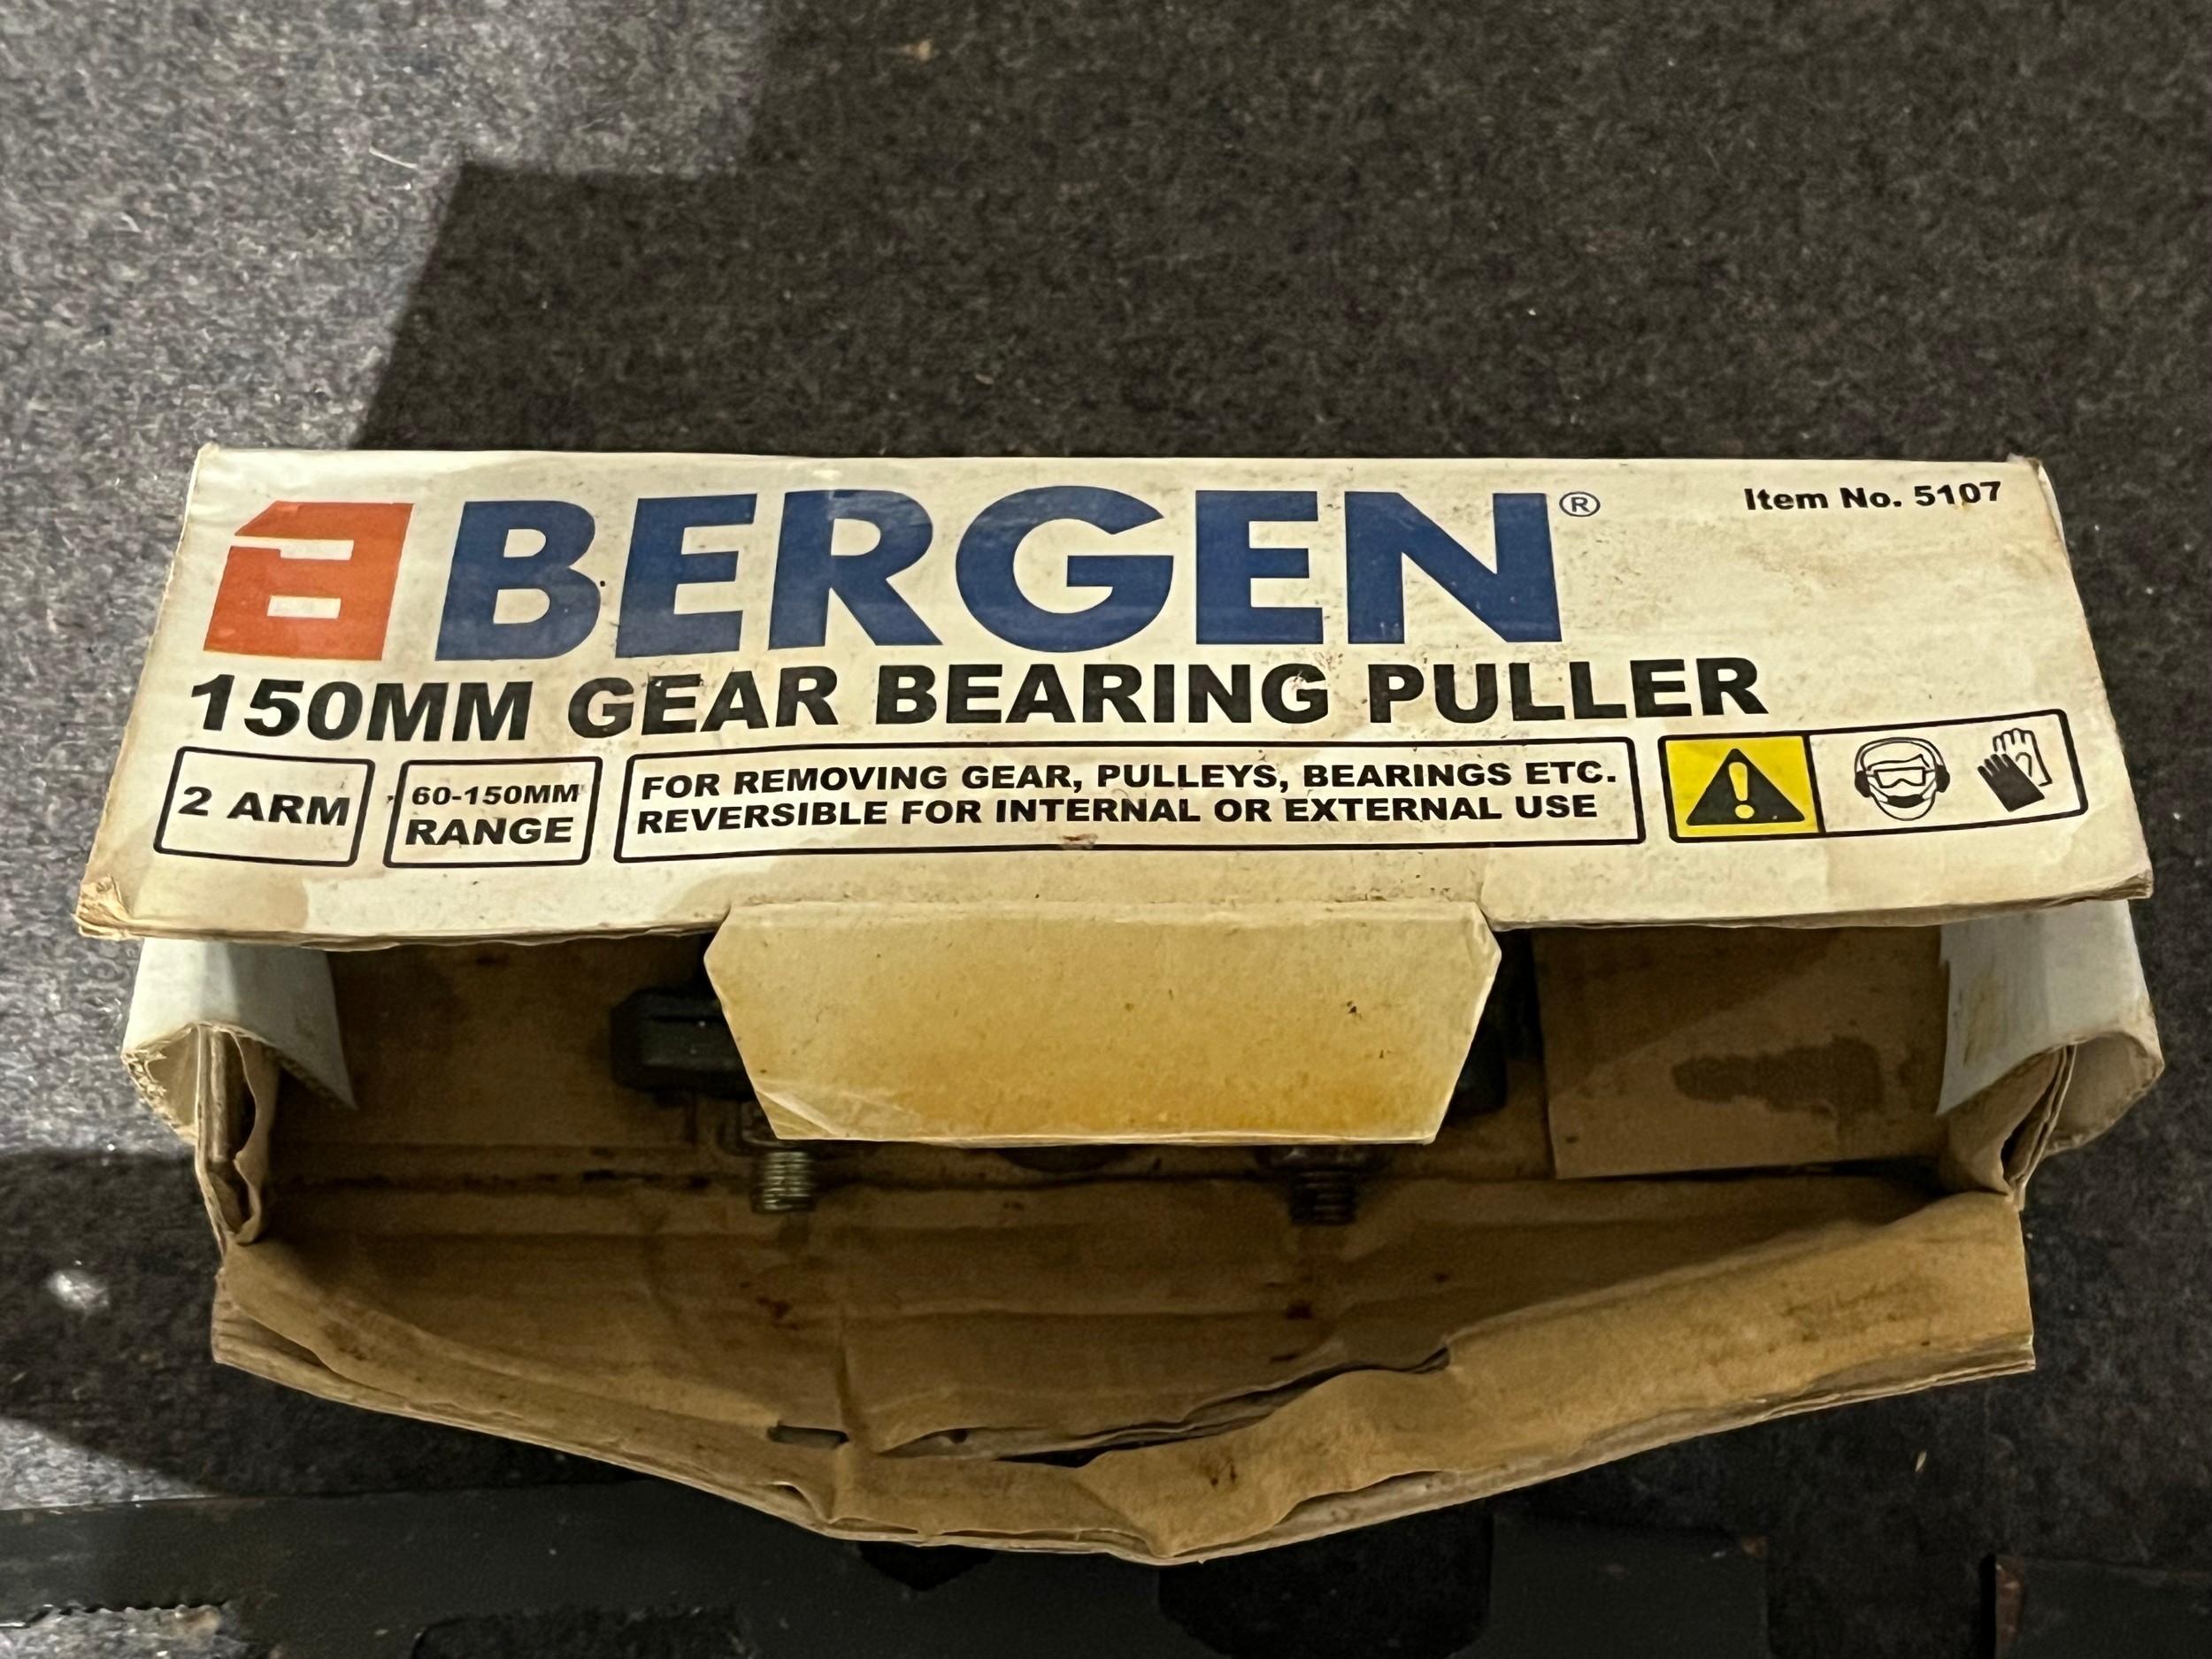 BERGEN®
Item No. 5107
150MM GEAR BEARING PULLER
2 ARM
60-150MM
RANGE
FOR REMOVING GEAR, PULLEYS, BEARINGS ETC.
REVERSIBLE FOR INTERNAL OR EXTERNAL USE